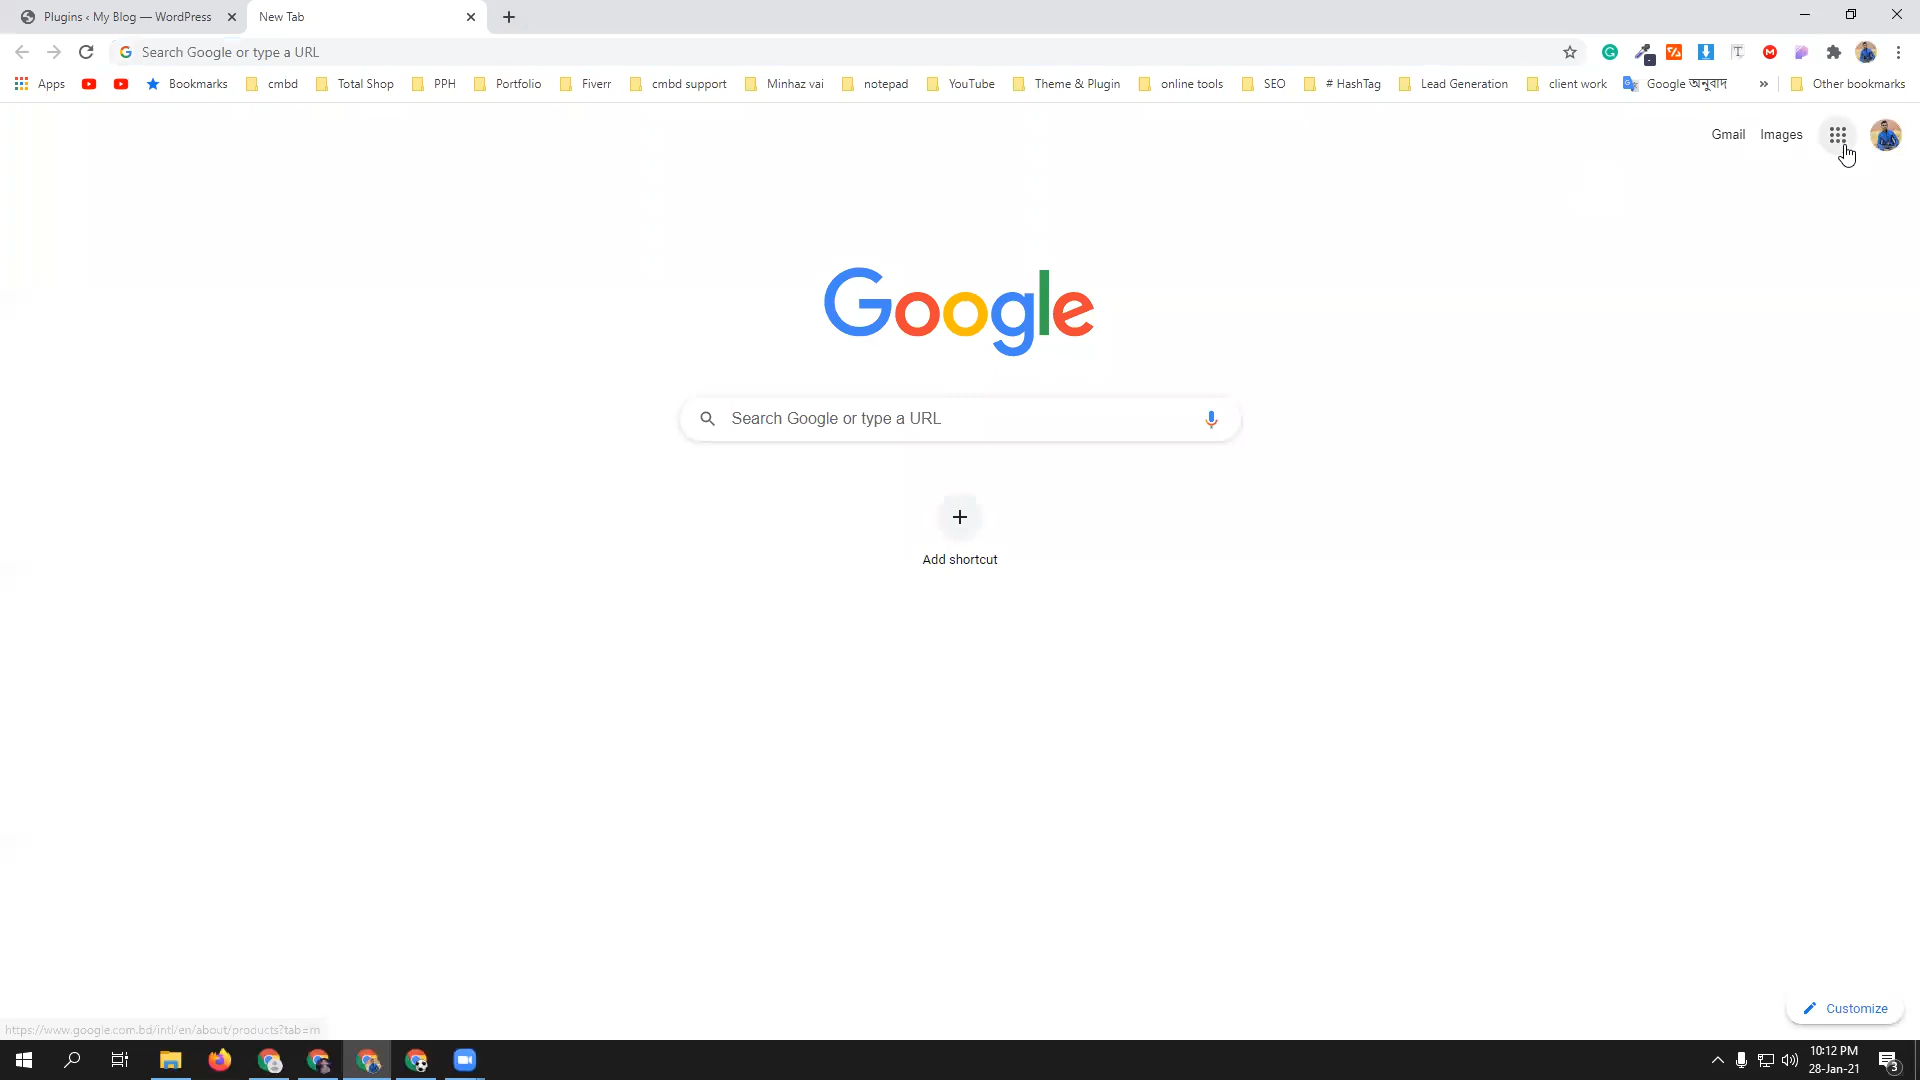 Plugins ‹ My Blog — WordPress
New Tab
Search Google or type a URL
Apps
Bookmarks
cmbd
Total Shop
PPH
Portfolio
Fiverr
cmbd support
Minhaz vai
notepad
YouTube
Theme & Plugin
online tools
SEO
# HashTag
Lead Generation
client work
Google অনুবাদ
»
Other bookmarks
Gmail
Images
Google
Search Google or type a URL
Add shortcut
Customize
https://www.google.com.bd/intl/en/about/products?tab=rn
10:12 PM
28-Jan-21
3